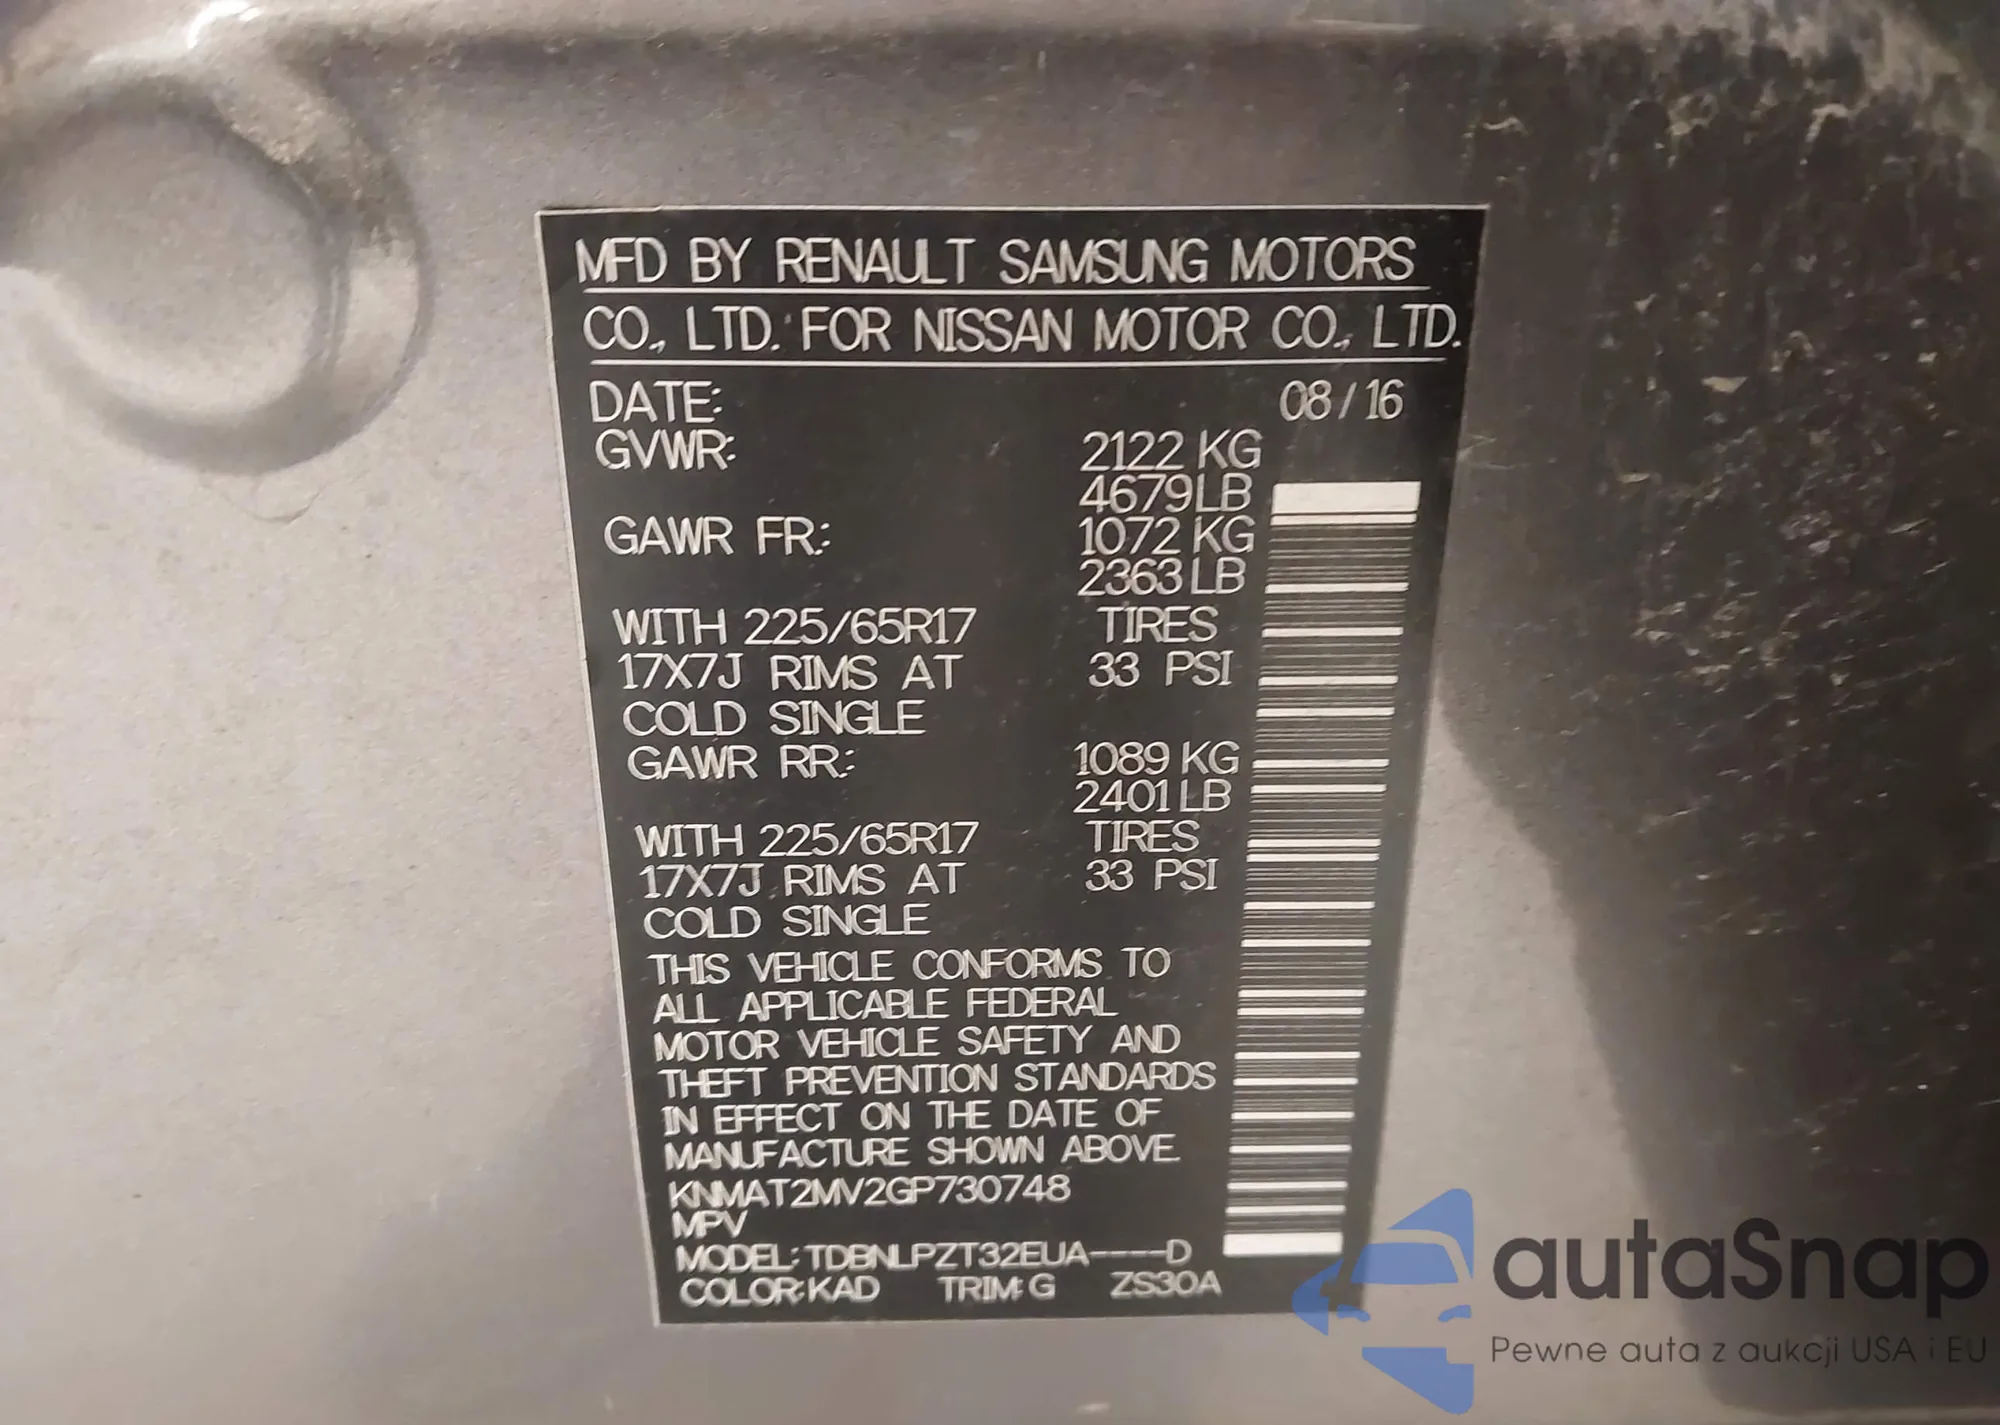 MFD BY RENAULT SAMSUNG MOTORS
CO., LTD. FOR NISSAN MOTOR CO., LTD.
DATE: 08/16
GVWR: 2122 KG
4679 LB
GAWR FR: 1072 KG
2363 LB
WITH 225/65R17 TIRES
17X7J RIMS AT 33 PSI
COLD SINGLE
GAWR RR: 1089 KG
2401 LB
WITH 225/65R17 TIRES
17X7J RIMS AT 33 PSI
COLD SINGLE
THIS VEHICLE CONFORMS TO
ALL APPLICABLE FEDERAL
MOTOR VEHICLE SAFETY AND
THEFT PREVENTION STANDARDS
IN EFFECT ON THE DATE OF
MANUFACTURE SHOWN ABOVE.
KNMAT2MV2GP730748
MPV
MODEL: TDBNLPZT32EUA----D
COLOR: KAD TRIM: G ZS30A
autaSnap
Pewne auta z aukcji USA i EU